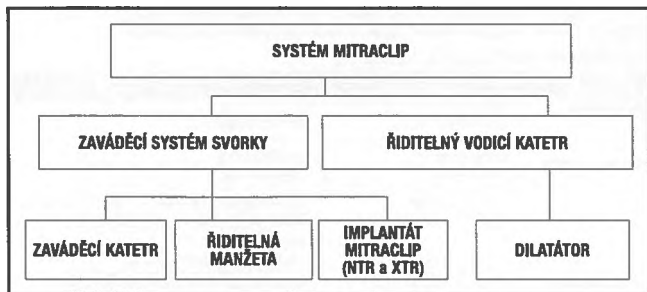 SYSTÉM MITRACLIP
ZAVÁDĚCÍ SYSTÉM SVORKY
ŘIDITELNÝ VODICÍ KATETR
ZAVÁDĚCÍ KATETR
ŘIDITELNÁ
MANŽETA
IMPLANTÁT
MITRACLIP
(NTR a XTR)
DILATÁTOR